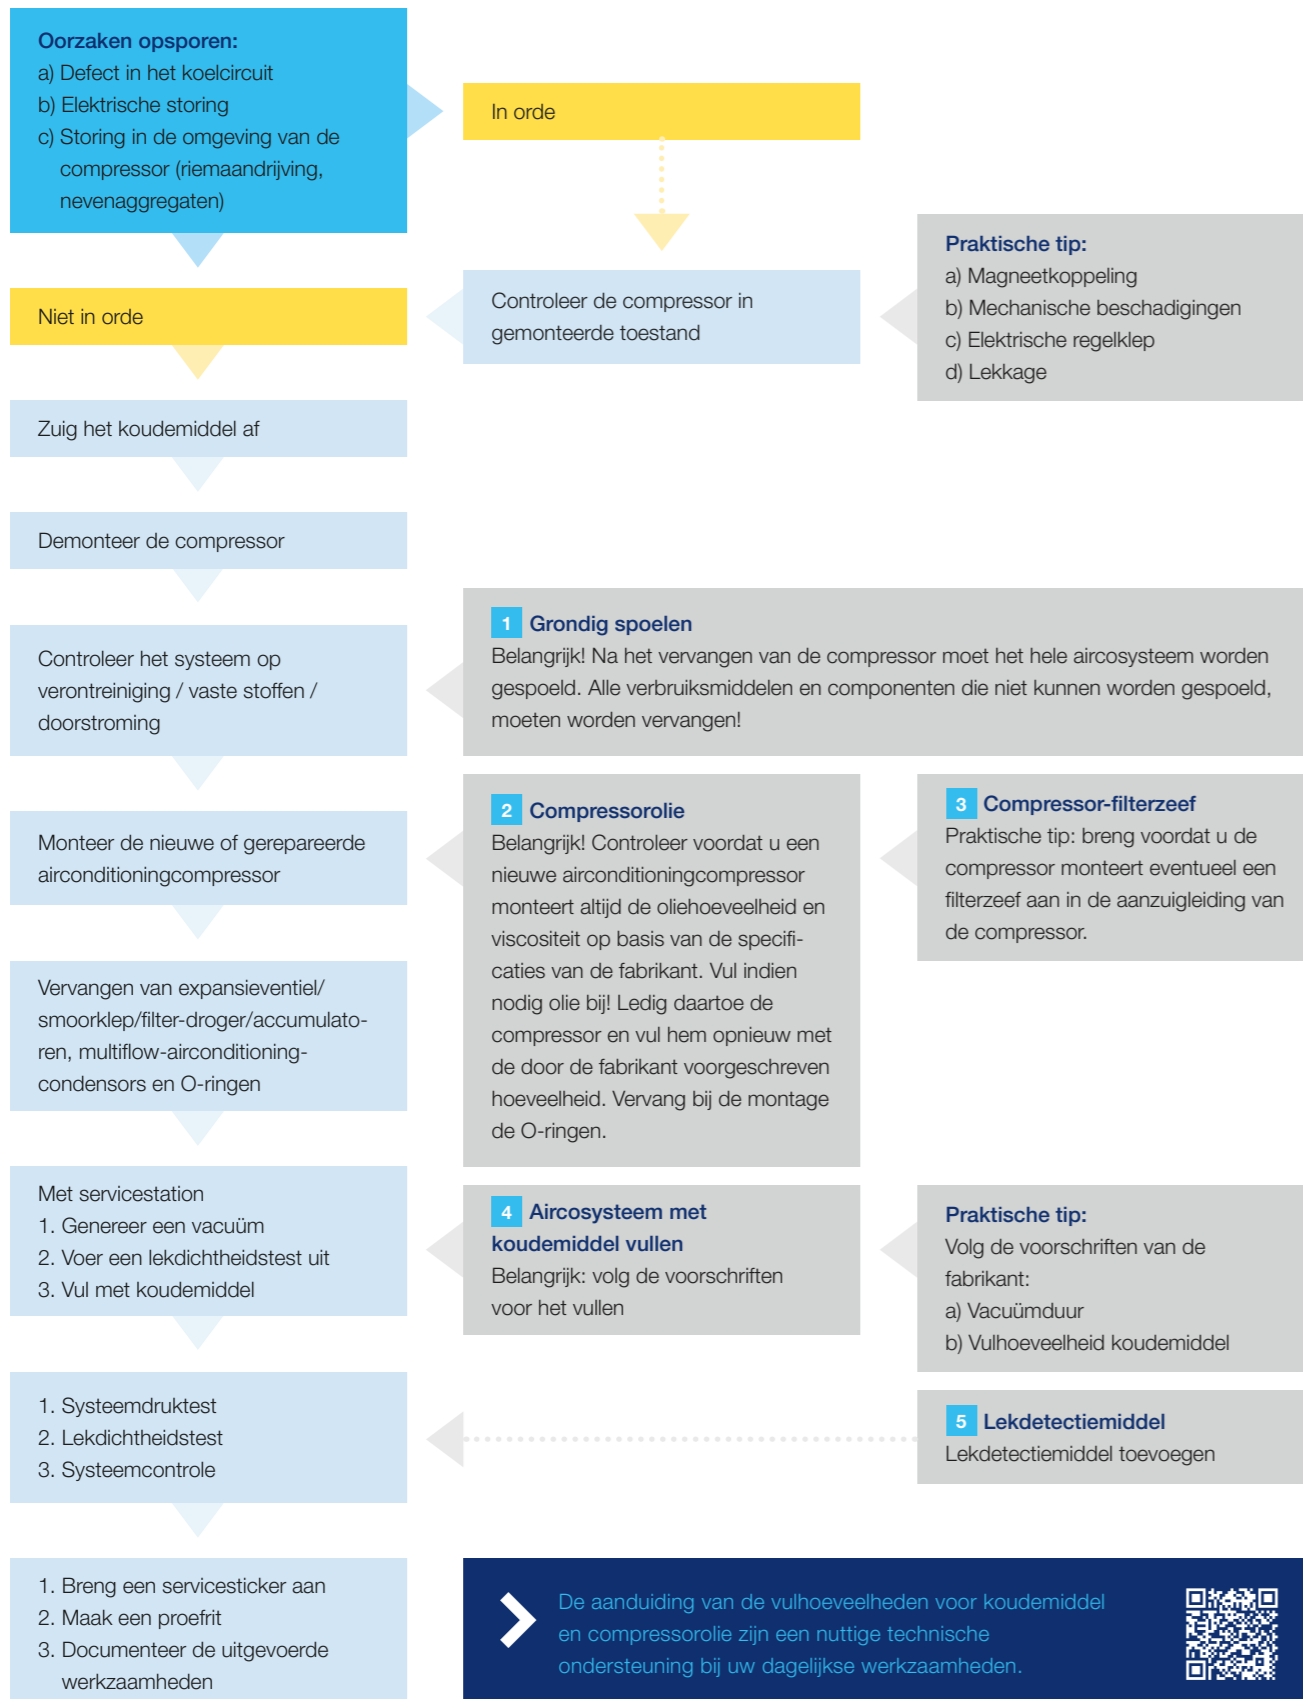 Oorzaken opsporen:
a) Defect in het koelcircuit
b) Elektrische storing
c) Storing in de omgeving van de
compressor (riemaandrijving,
nevenaggregaten)
In orde
Praktische tip:
a) Magneetkoppeling
b) Mechanische beschadigingen
c) Elektrische regelklep
d) Lekkage
Controleer de compressor in
gemonteerde toestand
Niet in orde
Zuig het koudemiddel af
Demonteer de compressor
Controleer het systeem op
verontreiniging / vaste stoffen /
doorstroming
1 Grondig spoelen
Belangrijk! Na het vervangen van de compressor moet het hele aircosysteem worden
gespoeld. Alle verbruiksmiddelen en componenten die niet kunnen worden gespoeld,
moeten worden vervangen!
Monteer de nieuwe of gerepareerde
airconditioningcompressor
2 Compressorolie
Belangrijk! Controleer voordat u een
nieuwe airconditioningcompressor
monteert altijd de oliehoeveelheid en
viscositeit op basis van de specifi-
caties van de fabrikant. Vul indien
nodig olie bij! Ledig daartoe de
compressor en vul hem opnieuw met
de door de fabrikant voorgeschreven
hoeveelheid. Vervang bij de montage
de O-ringen.
3 Compressor-filterzeef
Praktische tip: breng voordat u de
compressor monteert eventueel een
filterzeef aan in de aanzuigleiding van
de compressor.
Vervangen van expansieventiel/
smoorklep/filter-droger/accumulato-
ren, multiflow-airconditioning-
condensors en O-ringen
Met servicestation
1. Genereer een vacuüm
2. Voer een lekdichtheidstest uit
3. Vul met koudemiddel
4 Aircosysteem met
koudemiddel vullen
Belangrijk: volg de voorschriften
voor het vullen
Praktische tip:
Volg de voorschriften van de
fabrikant:
a) Vacuümduur
b) Vulhoeveelheid koudemiddel
1. Systeemdruktest
2. Lekdichtheidstest
3. Systeemcontrole
5 Lekdetectiemiddel
Lekdetectiemiddel toevoegen
1. Breng een servicesticker aan
2. Maak een proefrit
3. Documenteer de uitgevoerde
werkzaamheden
De aanduiding van de vulhoeveelheden voor koudemiddel
en compressorolie zijn een nuttige technische
ondersteuning bij uw dagelijkse werkzaamheden.